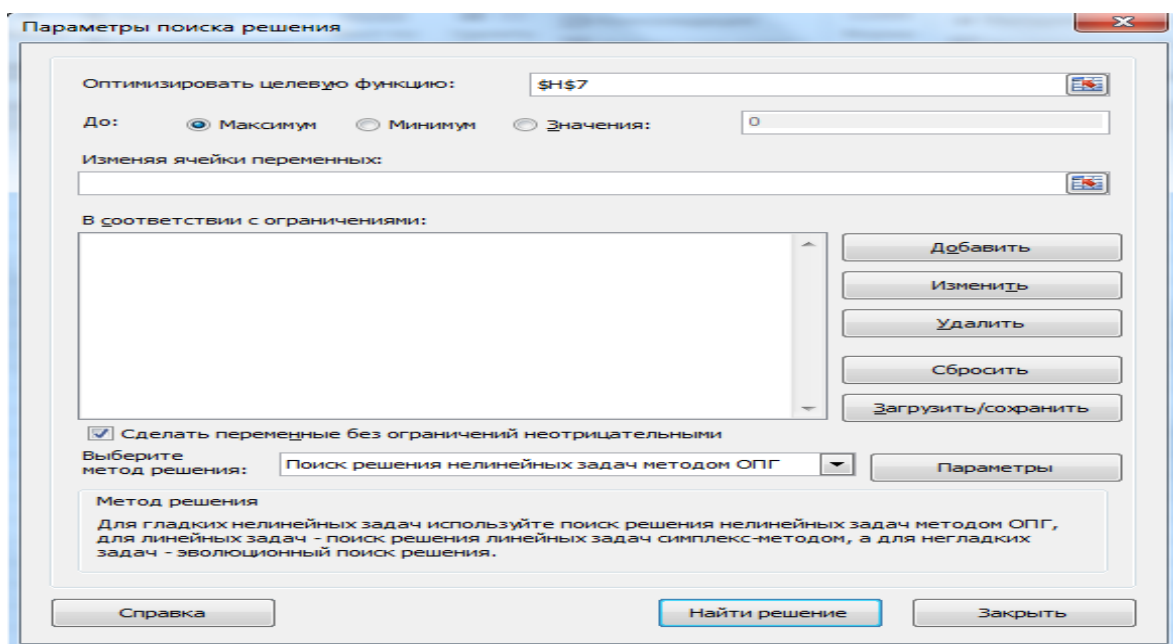 Параметры поиска решения
Оптимизировать целевую функцию: $H$7
До: Максимум Минимум Значения: 0
Изменяя ячейки переменных:
В соответствии с ограничениями:
Добавить
Изменить
Удалить
Сбросить
Загрузить/сохранить
Сделать переменные без ограничений неотрицательными
Выберите
метод решения: Поиск решения нелинейных задач методом ОПГ Параметры
Метод решения
Для гладких нелинейных задач используйте поиск решения нелинейных задач методом ОПГ,
для линейных задач - поиск решения линейных задач симплекс-методом, а для негладких
задач - эволюционный поиск решения.
Справка Найти решение Закрыть